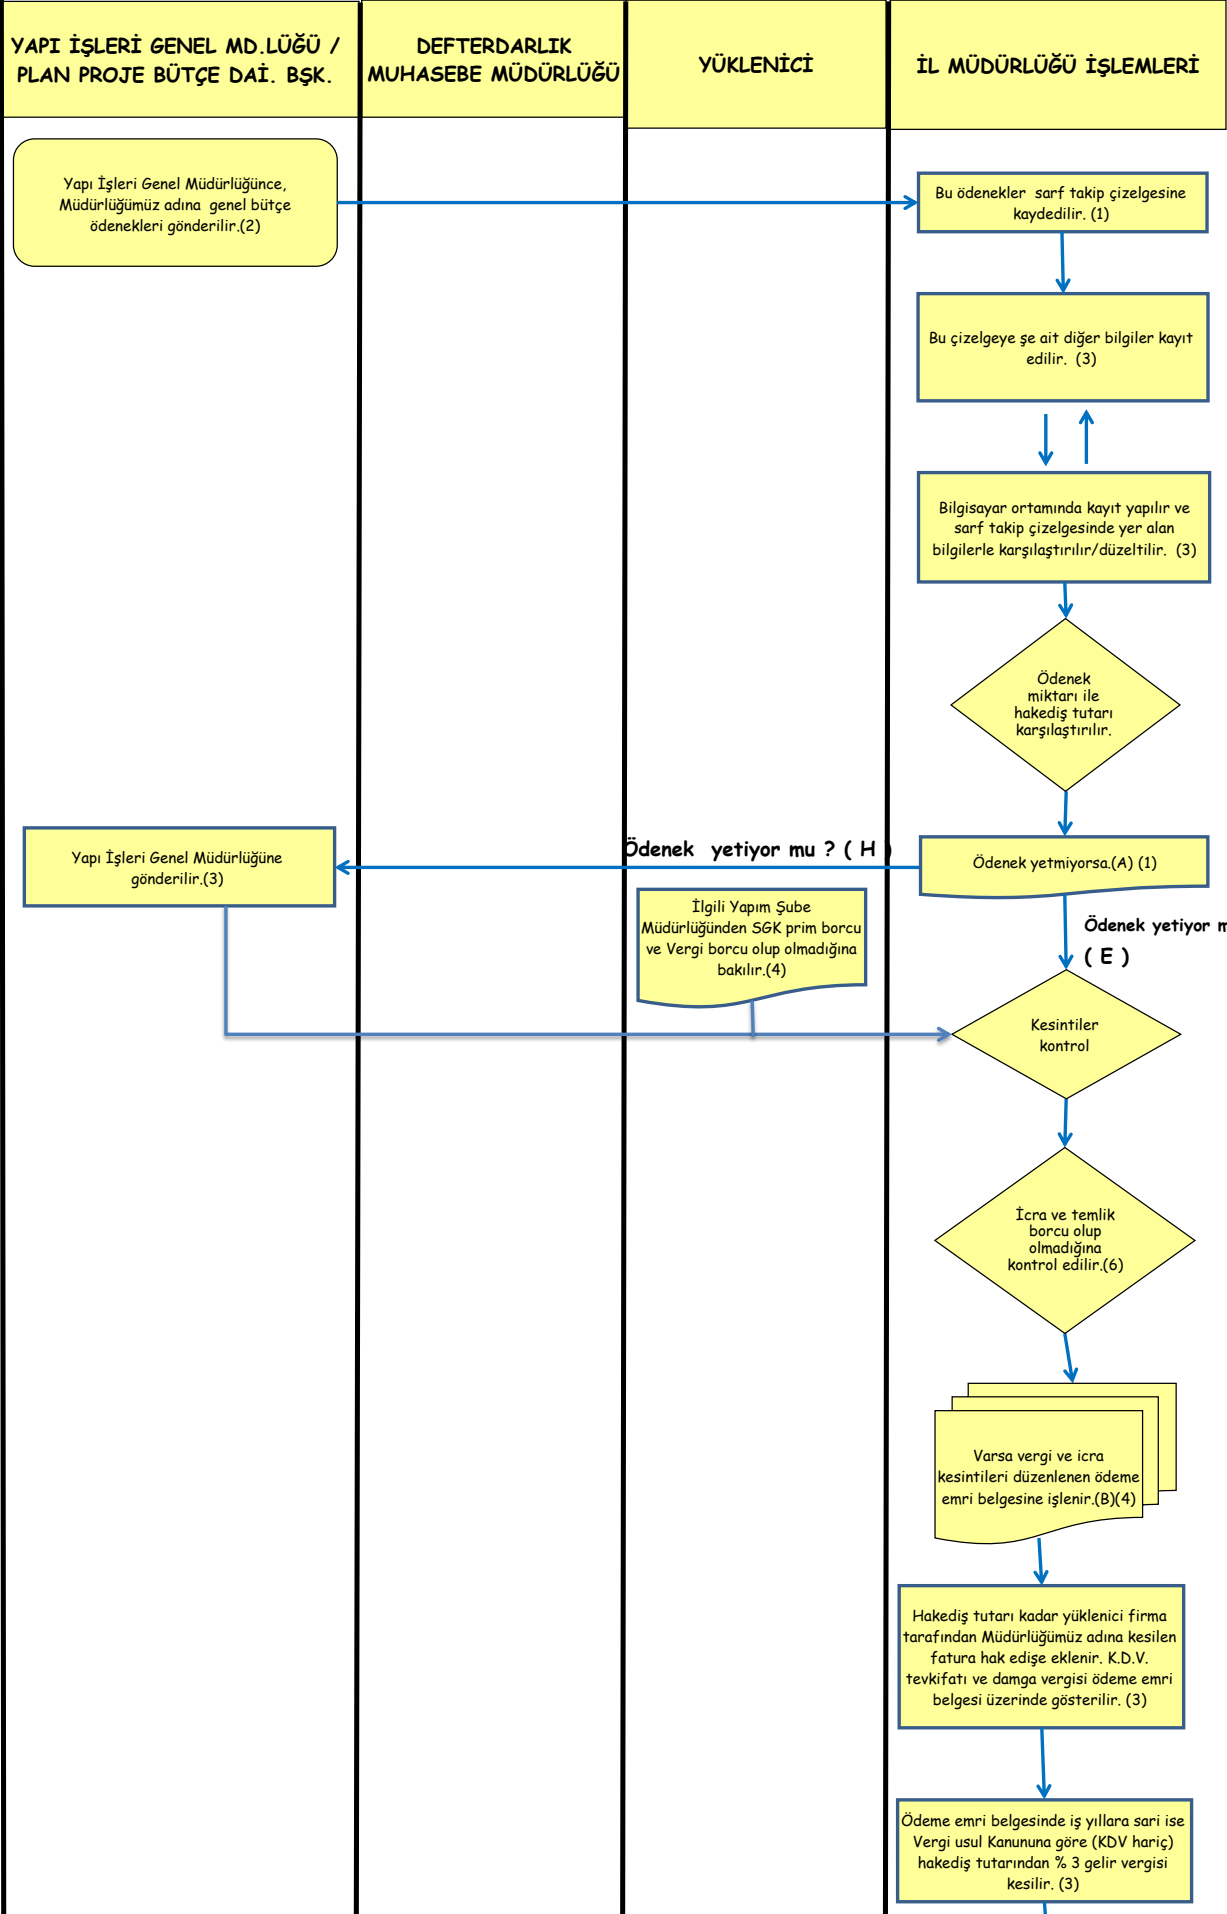 YAPI İŞLERİ GENEL MD.LÜĞÜ /
PLAN PROJE BÜTÇE DAİ. BŞK.
DEFTERDARLIK
MUHASEBE MÜDÜRLÜĞÜ
YÜKLENİCİ
İL MÜDÜRLÜĞÜ İŞLEMLERİ
Yapı İşleri Genel Müdürlüğünce,
Müdürlüğümüz adına genel bütçe
ödenekleri gönderilir.(2)
Bu ödenekler sarf takip çizelgesine
kaydedilir. (1)
Bu çizelgeye şe ait diğer bilgiler kayıt
edilir. (3)
Bilgisayar ortamında kayıt yapılır ve
sarf takip çizelgesinde yer alan
bilgilerle karşılaştırılır/düzeltilir. (3)
Ödenek
miktarı ile
hakediş tutarı
karşılaştırılır.
Yapı İşleri Genel Müdürlüğüne
gönderilir.(3)
Ödenek yetiyor mu ? ( H )
Ödenek yetmiyorsa.(A) (1)
İlgili Yapım Şube
Müdürlüğünden SGK prim borcu
ve Vergi borcu olup olmadığına
bakılır.(4)
Ödenek yetiyor m
( E )
Kesintiler
kontrol
İcra ve temlik
borcu olup
olmadığına
kontrol edilir.(6)
Varsa vergi ve icra
kesintileri düzenlenen ödeme
emri belgesine işlenir.(B)(4)
Hakediş tutarı kadar yüklenici firma
tarafından Müdürlüğümüz adına kesilen
fatura hak edişe eklenir. K.D.V.
tevkifatı ve damga vergisi ödeme emri
belgesi üzerinde gösterilir. (3)
Ödeme emri belgesinde iş yıllara sari ise
Vergi usul Kanununa göre (KDV hariç)
hakediş tutarından % 3 gelir vergisi
kesilir. (3)